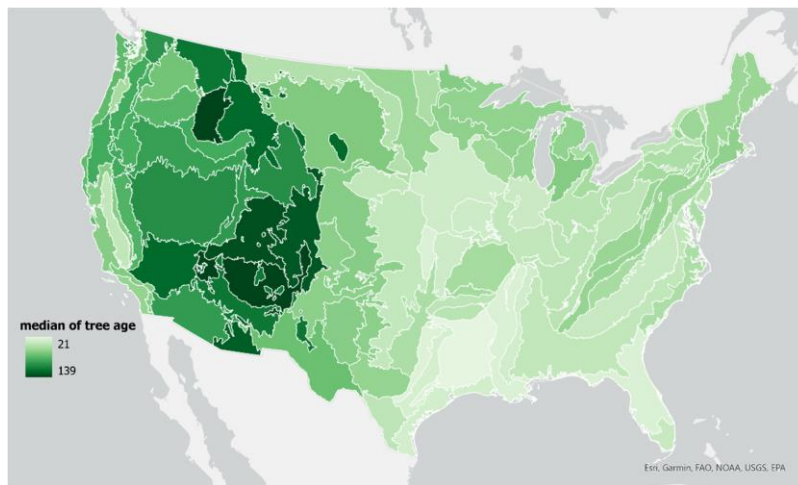 median of tree age
21
139
Esri, Garmin, FAO, NOAA, USGS, EPA